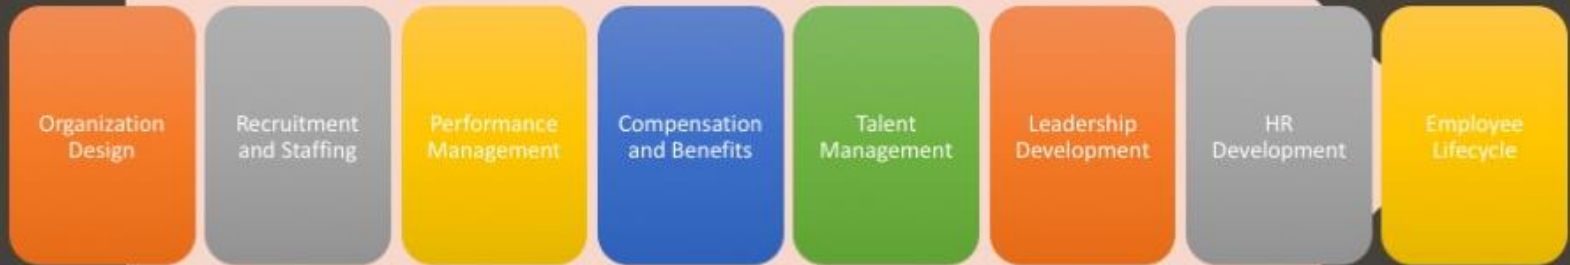 Organization
Design
Recruitment
and Staffing
Performance
Management
Compensation
and Benefits
Talent
Management
Leadership
Development
HR
Development
Employee
Lifecycle